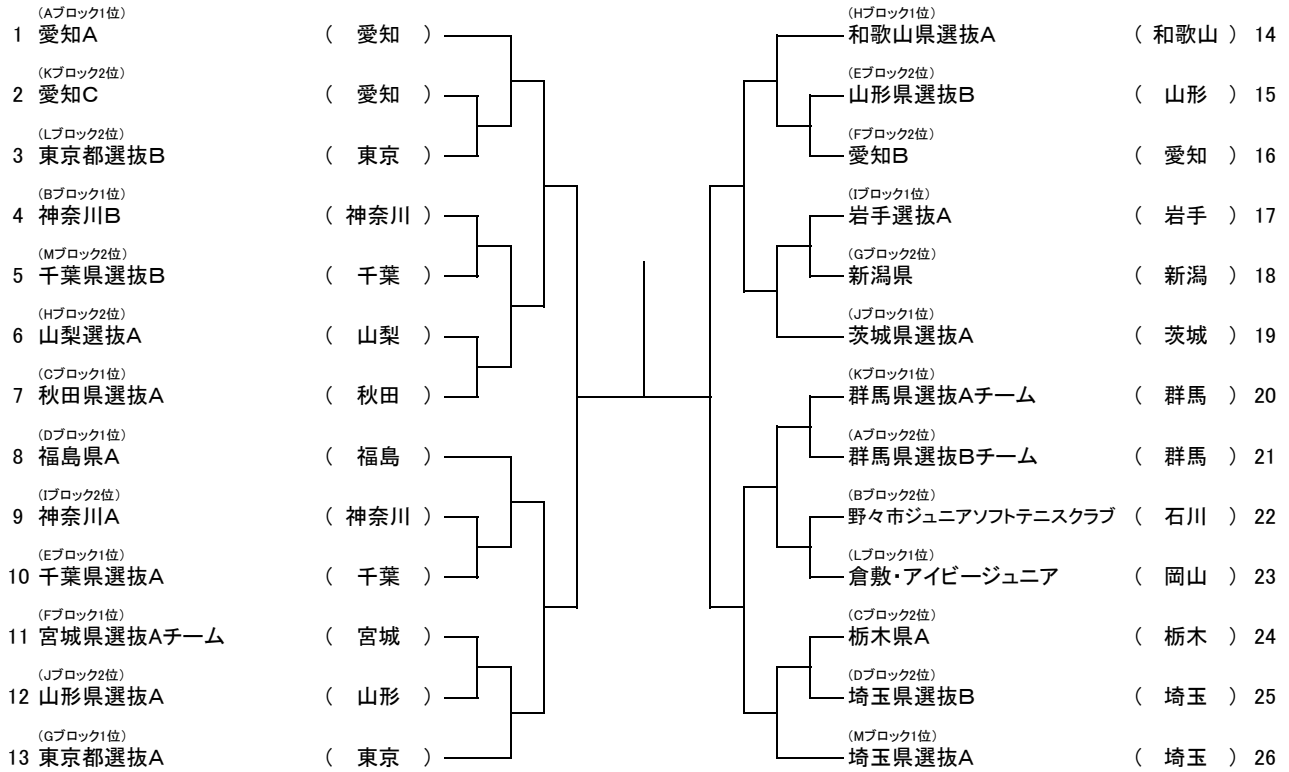 (Aブロック1位)
1 愛知A ( 愛知 )
(Kブロック2位)
2 愛知C ( 愛知 )
(Lブロック2位)
3 東京都選抜B ( 東京 )
(Bブロック1位)
4 神奈川B ( 神奈川 )
(Mブロック2位)
5 千葉県選抜B ( 千葉 )
(Hブロック2位)
6 山梨選抜A ( 山梨 )
(Cブロック1位)
7 秋田県選抜A ( 秋田 )
(Dブロック1位)
8 福島県A ( 福島 )
(Iブロック2位)
9 神奈川A ( 神奈川 )
(Eブロック1位)
10 千葉県選抜A ( 千葉 )
(Fブロック1位)
11 宮城県選抜Aチーム ( 宮城 )
(Jブロック2位)
12 山形県選抜A ( 山形 )
(Gブロック1位)
13 東京都選抜A ( 東京 )
(Hブロック1位)
和歌山県選抜A ( 和歌山 ) 14
(Eブロック2位)
山形県選抜B ( 山形 ) 15
(Fブロック2位)
愛知B ( 愛知 ) 16
(Iブロック1位)
岩手選抜A ( 岩手 ) 17
(Gブロック2位)
新潟県 ( 新潟 ) 18
(Jブロック1位)
茨城県選抜A ( 茨城 ) 19
(Kブロック1位)
群馬県選抜Aチーム ( 群馬 ) 20
(Aブロック2位)
群馬県選抜Bチーム ( 群馬 ) 21
(Bブロック2位)
野々市ジュニアソフトテニスクラブ ( 石川 ) 22
(Lブロック1位)
倉敷・アイビージュニア ( 岡山 ) 23
(Cブロック2位)
栃木県A ( 栃木 ) 24
(Dブロック2位)
埼玉県選抜B ( 埼玉 ) 25
(Mブロック1位)
埼玉県選抜A ( 埼玉 ) 26